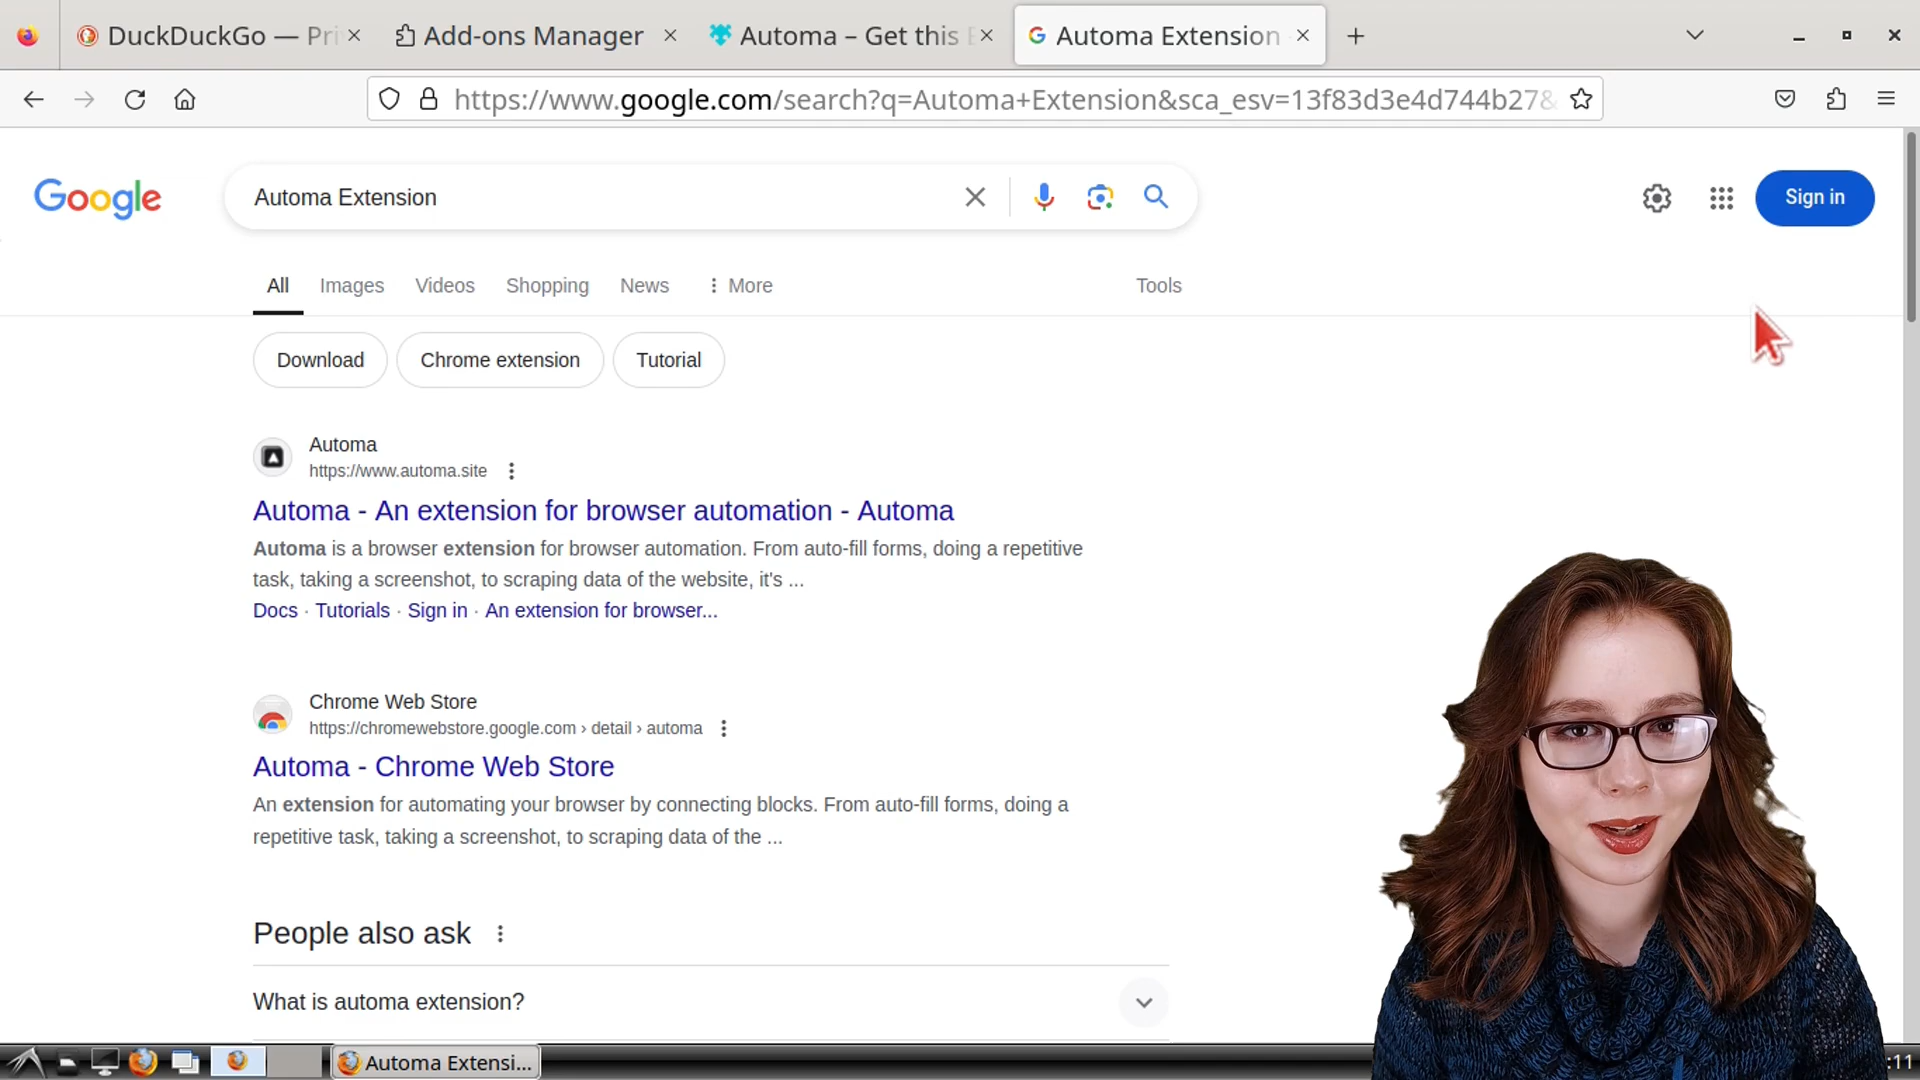 DuckDuckGo — Pri
Add-ons Manager
Automa – Get this E
Automa Extension
https://www.google.com/search?q=Automa+Extension&sca_esv=13f83d3e4d744b27&
Google
Automa Extension
Sign in
All
Images
Videos
Shopping
News
More
Tools
Download
Chrome extension
Tutorial
Automa
https://www.automa.site
Automa - An extension for browser automation - Automa
Automa is a browser extension for browser automation. From auto-fill forms, doing a repetitive
task, taking a screenshot, to scraping data of the website, it's ...
Docs · Tutorials · Sign in · An extension for browser...
Chrome Web Store
https://chromewebstore.google.com › detail › automa
Automa - Chrome Web Store
An extension for automating your browser by connecting blocks. From auto-fill forms, doing a
repetitive task, taking a screenshot, to scraping data of the ...
People also ask
What is automa extension?
Automa Extensi...
:11